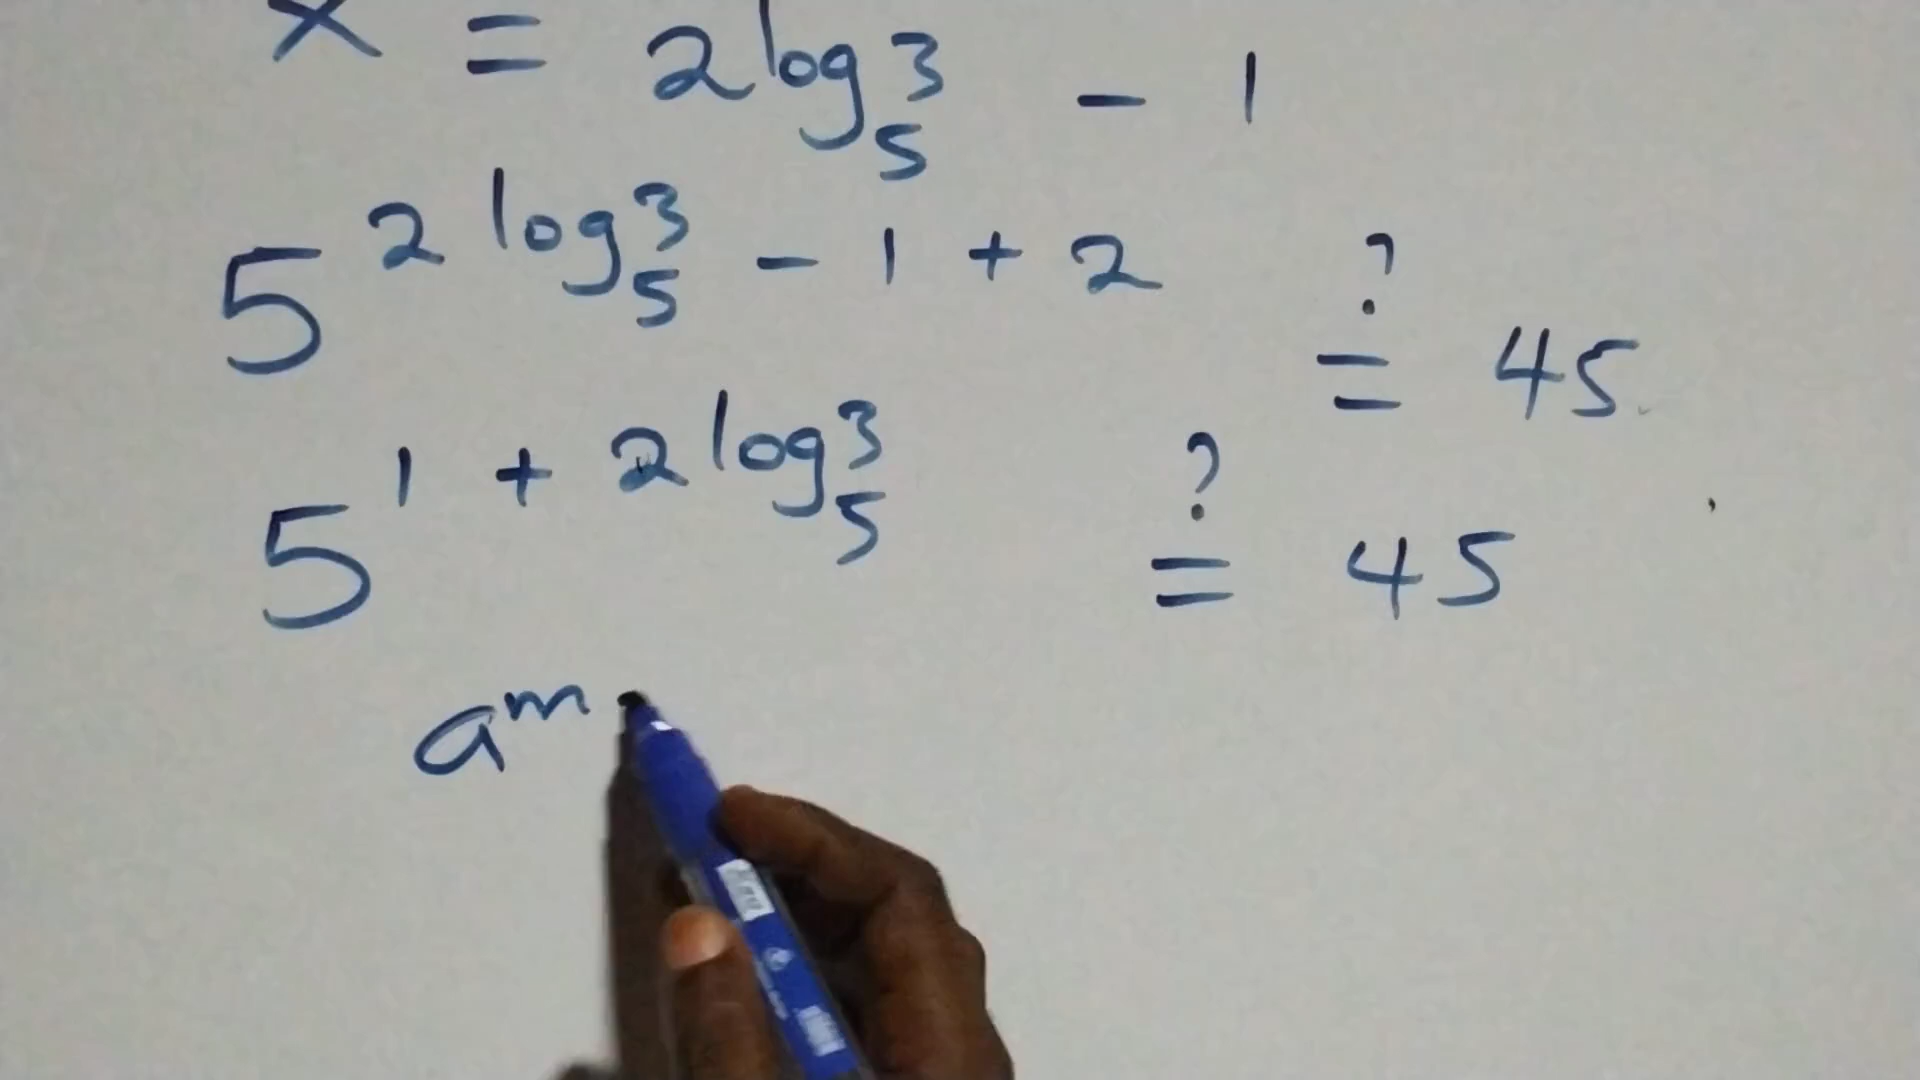 x = 2log₅3 - 1
5^(2log₅3 - 1 + 2) ?= 45
5^(1 + 2log₅3) ?= 45
a^m